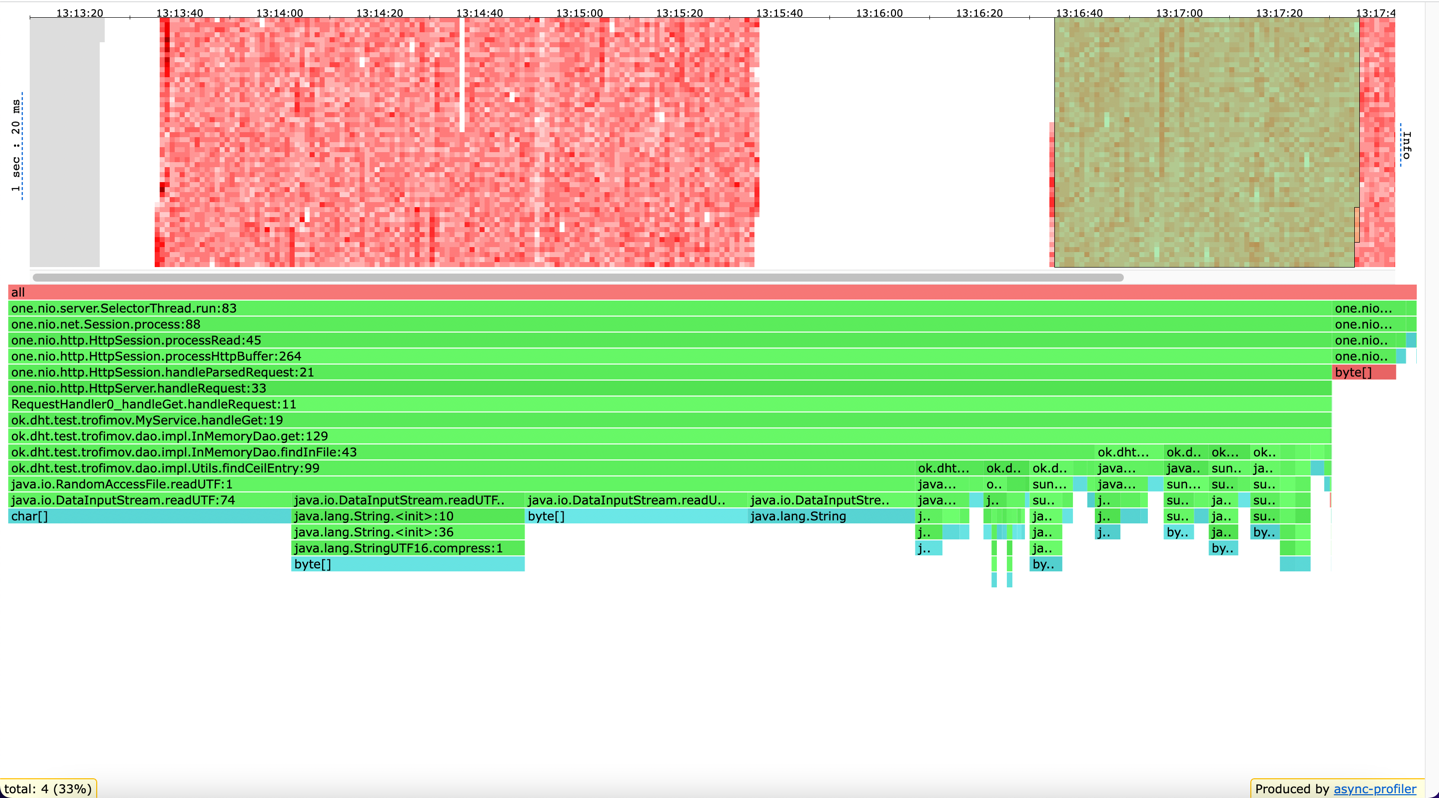 13:13:20 13:13:40 13:14:00 13:14:20 13:14:40 13:15:00 13:15:20 13:15:40 13:16:00 13:16:20 13:16:40 13:17:00 13:17:20 13:17:4
1 sec : 20 ms
Info
all
one.nio.server.SelectorThread.run:83 one.nio...
one.nio.net.Session.process:88 one.nio...
one.nio.http.HttpSession.processRead:45 one.nio..
one.nio.http.HttpSession.processHttpBuffer:264 one.nio..
one.nio.http.HttpSession.handleParsedRequest:21 byte[]
one.nio.http.HttpServer.handleRequest:33
RequestHandler0_handleGet.handleRequest:11
ok.dht.test.trofimov.MyService.handleGet:19
ok.dht.test.trofimov.dao.impl.InMemoryDao.get:129
ok.dht.test.trofimov.dao.impl.InMemoryDao.findInFile:43 ok.dht... ok.d.. ok... ok..
ok.dht.test.trofimov.dao.impl.Utils.findCeilEntry:99 ok.dht... ok.d.. ok.d.. java... java.. sun.. ja..
java.io.RandomAccessFile.readUTF:1 java... o.. sun... java... sun... su.. su..
java.io.DataInputStream.readUTF:74 java.io.DataInputStream.readUTF.. java.io.DataInputStream.readU.. java.io.DataInputStre.. java... j.. su.. j.. su.. ja.. su..
char[] java.lang.String.<init>:10 byte[] java.lang.String j.. ja.. j.. su.. ja.. su..
java.lang.String.<init>:36 j.. ja.. j.. by.. ja.. by..
java.lang.StringUTF16.compress:1 j.. ja.. by..
byte[] by..
total: 4 (33%)
Produced by async-profiler